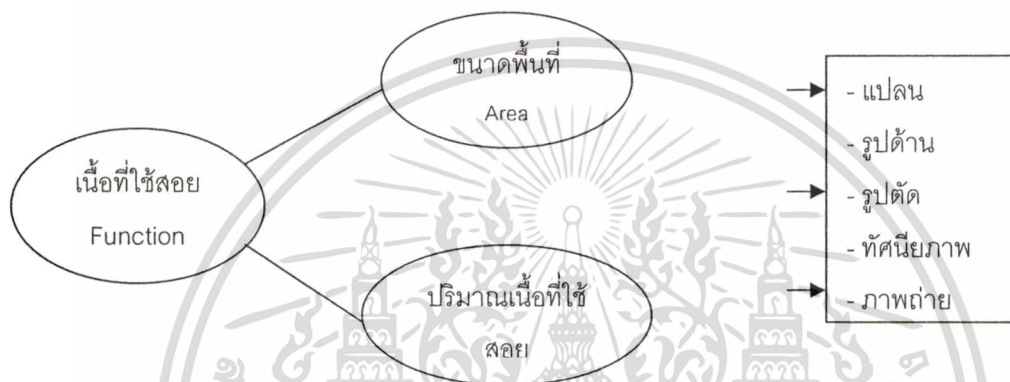 ขนาดพื้นที่
Area
เนื้อที่ใช้สอย
Function
ปริมาณเนื้อที่ใช้
สอย
- แปลน
- รูปด้าน
- รูปตัด
- ทัศนียภาพ
- ภาพถ่าย